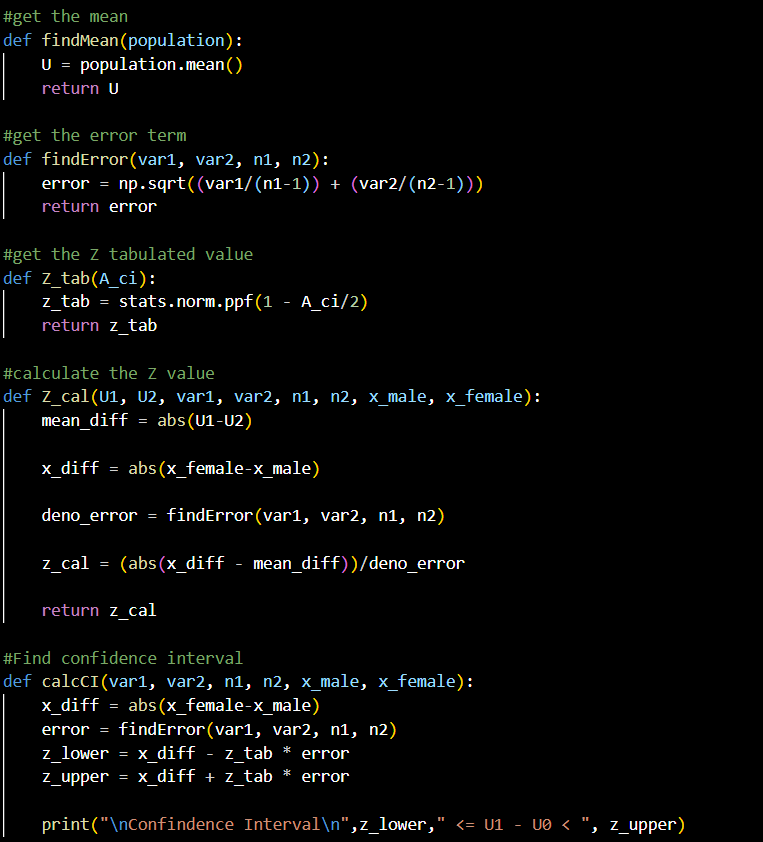 #get the mean
def findMean(population):
    U = population.mean()
    return U
#get the error term
def findError(var1, var2, n1, n2):
    error = np.sqrt((var1/(n1-1)) + (var2/(n2-1)))
    return error
#get the Z tabulated value
def Z_tab(A_ci):
    z_tab = stats.norm.ppf(1 - A_ci/2)
    return z_tab
#calculate the Z value
def Z_cal(U1, U2, var1, var2, n1, n2, x_male, x_female):
    mean_diff = abs(U1-U2)
    x_diff = abs(x_female-x_male)
    deno_error = findError(var1, var2, n1, n2)
    z_cal = (abs(x_diff - mean_diff))/deno_error
    return z_cal
#Find confidence interval
def calcCI(var1, var2, n1, n2, x_male, x_female):
    x_diff = abs(x_female-x_male)
    error = findError(var1, var2, n1, n2)
    z_lower = x_diff - z_tab * error
    z_upper = x_diff + z_tab * error
    print("\nConfindence Interval\n",z_lower," <= U1 - U0 < ", z_upper)